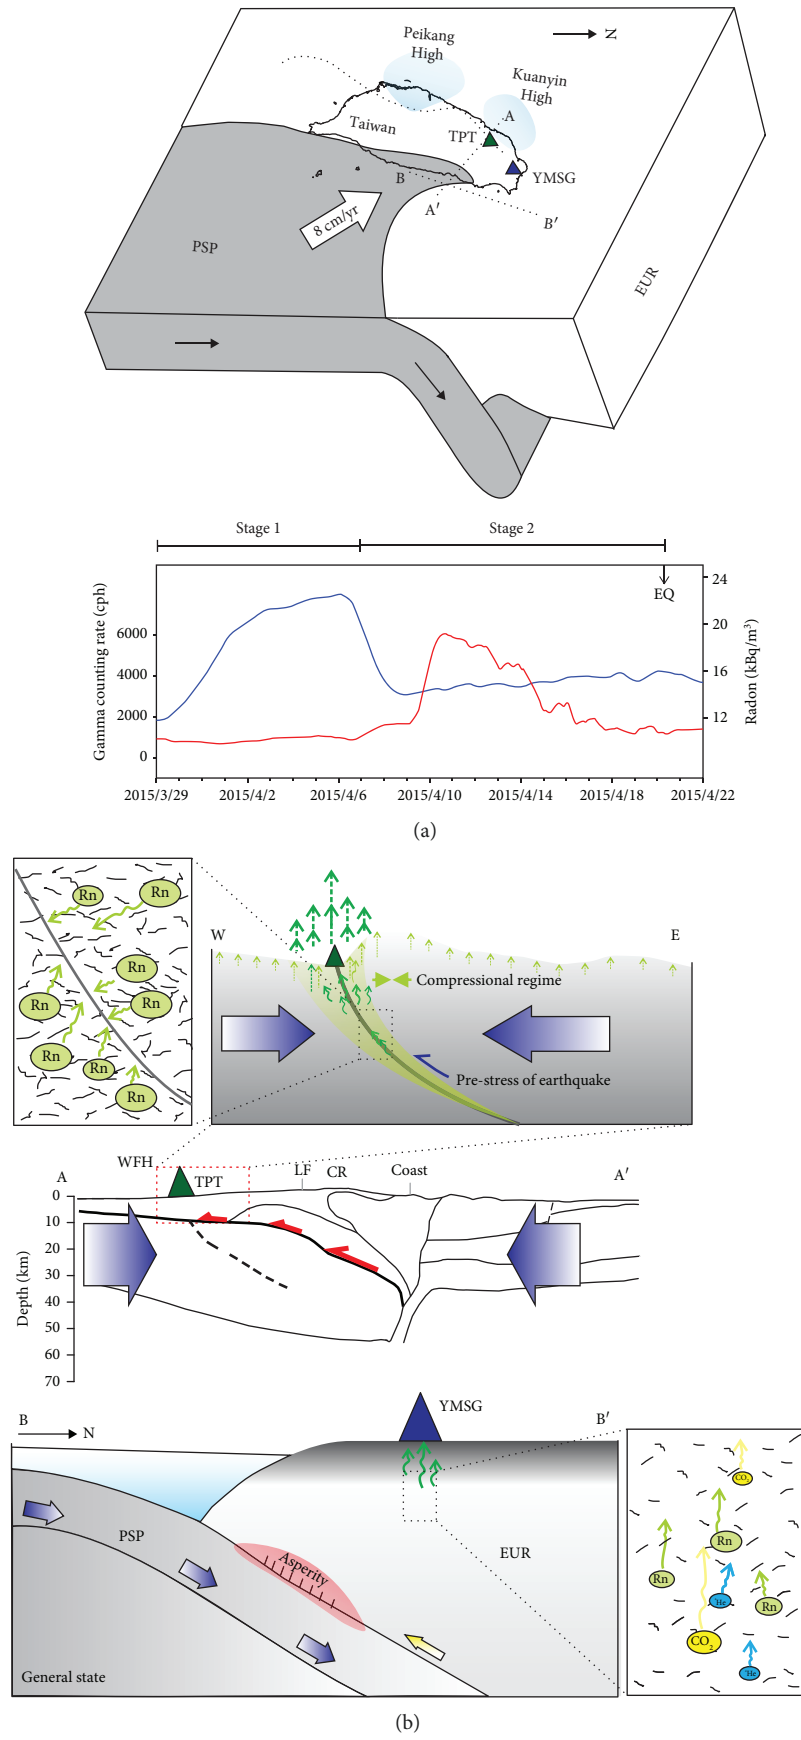 Peikang
High
N
Kuanyin
High
A
Taiwan
TPT
YMSG
B
A′
B′
8 cm/yr
PSP
EUR
Stage 1
Stage 2
EQ
Gamma counting rate (cph)
6000
4000
2000
0
Radon (kBq/m³)
24
20
16
12
2015/3/29
2015/4/2
2015/4/6
2015/4/10
2015/4/14
2015/4/18
2015/4/22
(a)
Rn
Rn
Rn
Rn
Rn
Rn
Rn
Rn
W
E
Compressional regime
Pre-stress of earthquake
A
WFH
TPT
LF
CR
Coast
A′
Depth (km)
0
10
20
30
40
50
60
70
B
N
YMSG
B′
PSP
Asperity
EUR
General state
CO₂
Rn
Rn
He
Rn
CO₂
He
(b)